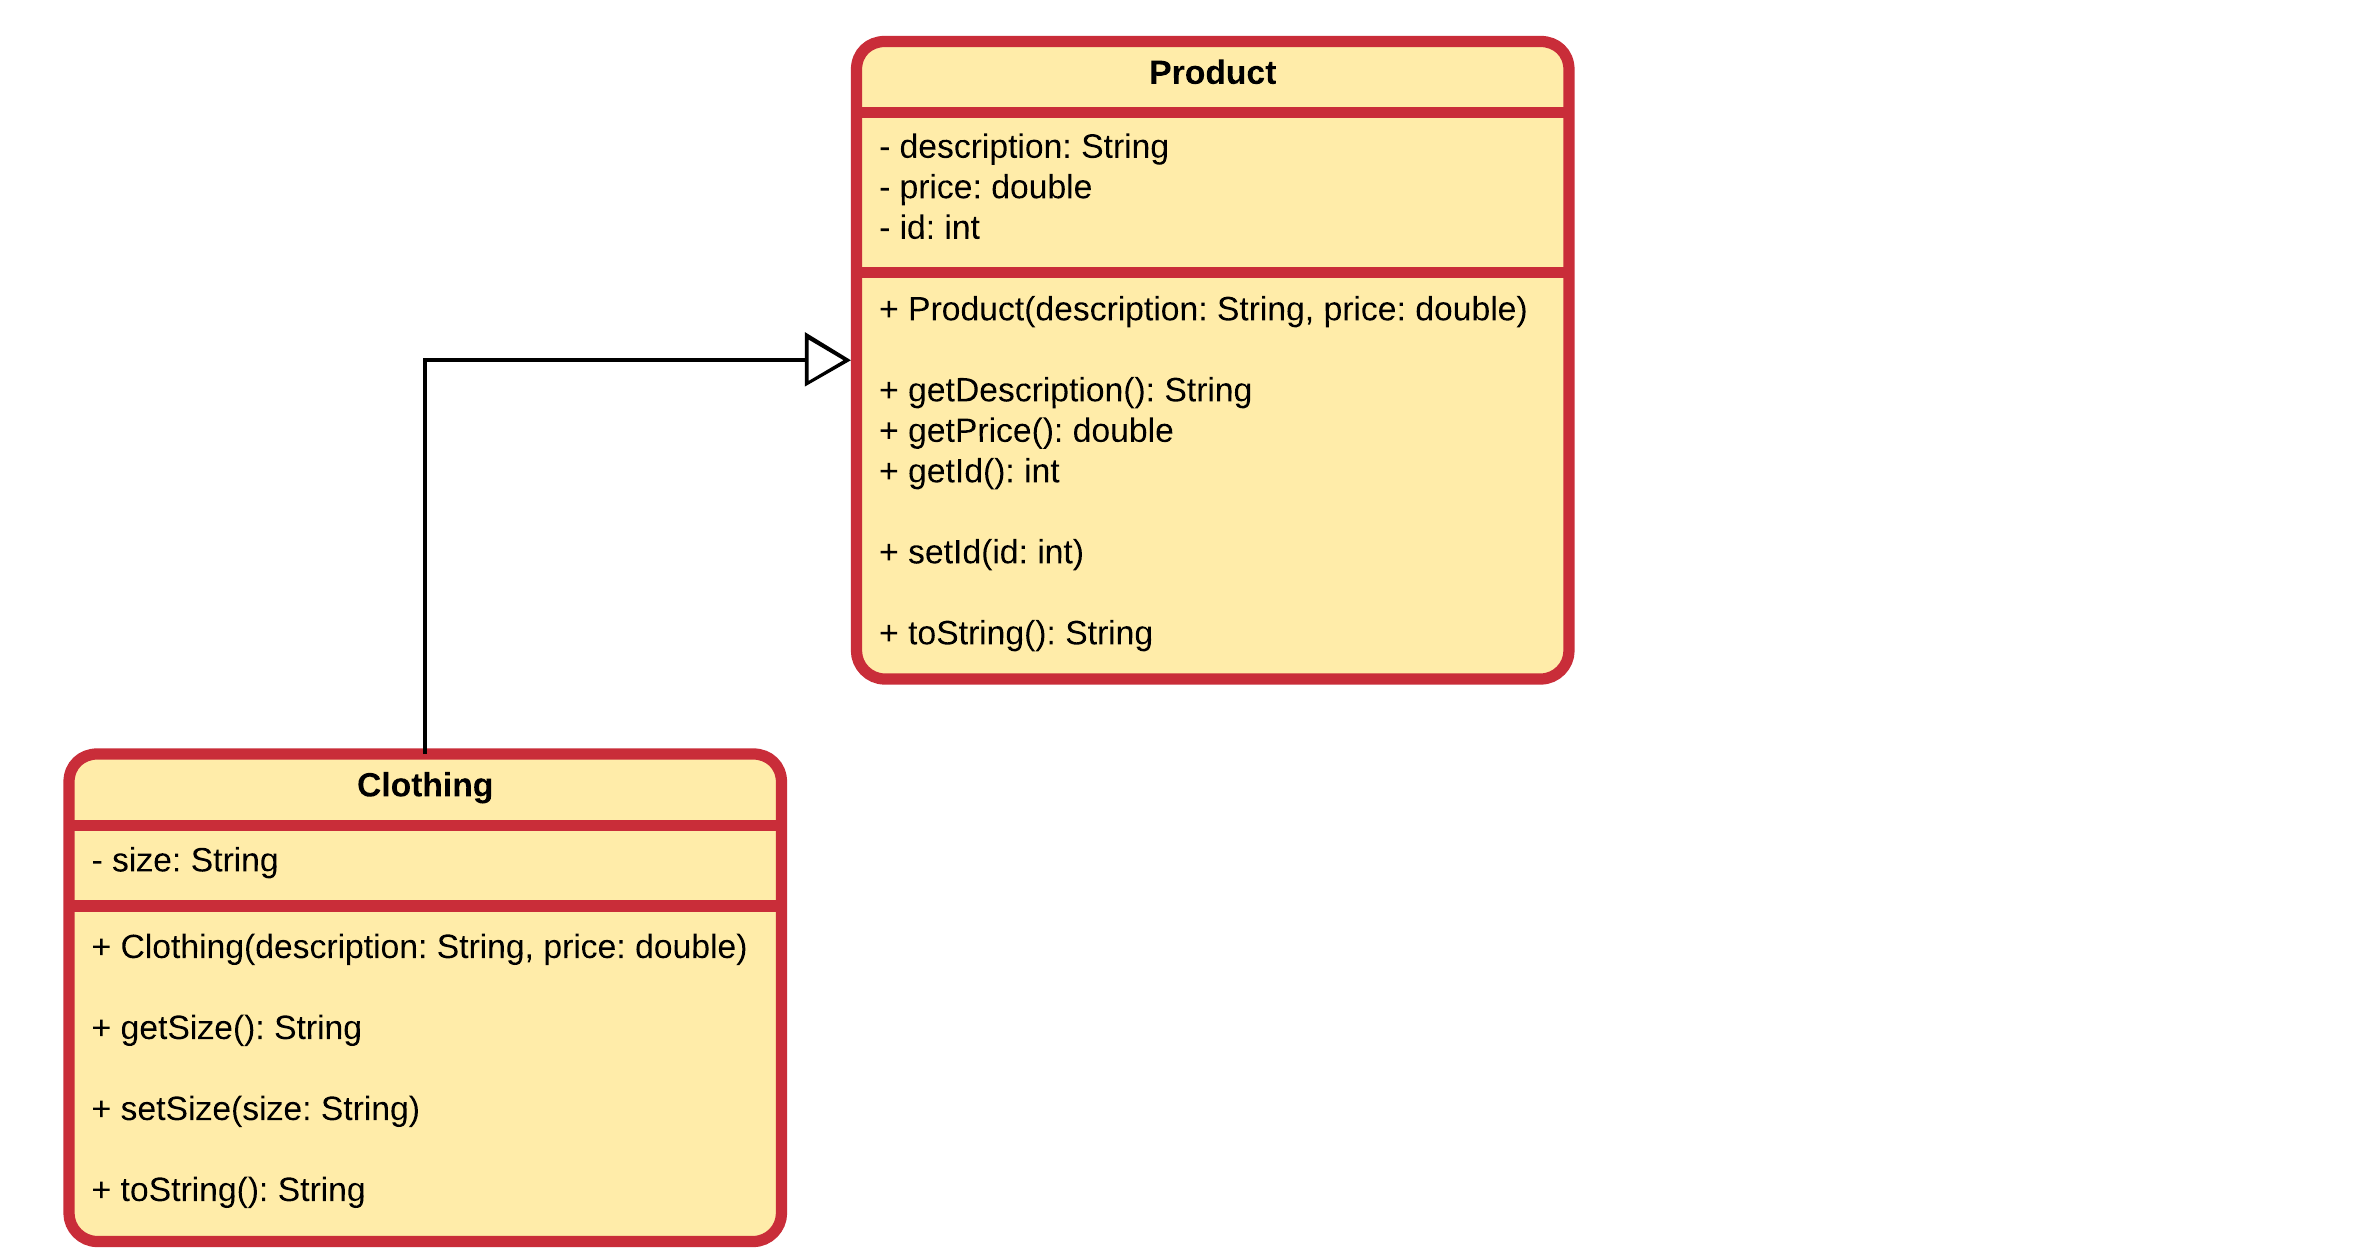 Product
- description: String
- price: double
- id: int
+ Product(description: String, price: double)
+ getDescription(): String
+ getPrice(): double
+ getId(): int
+ setId(id: int)
+ toString(): String
Clothing
- size: String
+ Clothing(description: String, price: double)
+ getSize(): String
+ setSize(size: String)
+ toString(): String